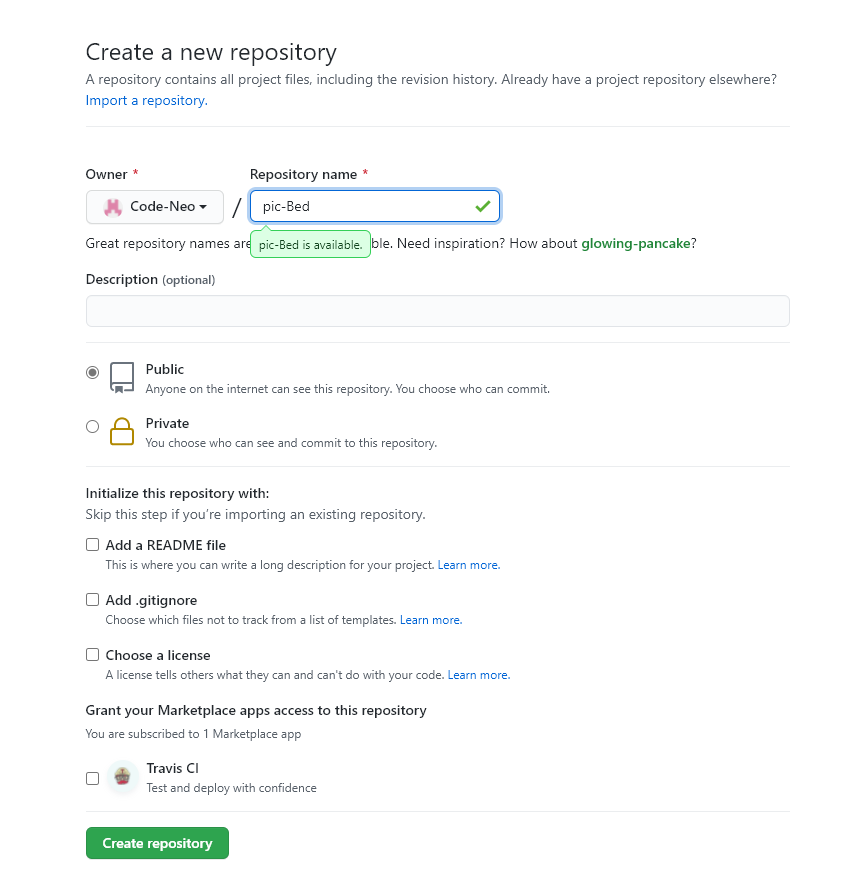 Create a new repository
A repository contains all project files, including the revision history. Already have a project repository elsewhere?
Import a repository.
Owner *
Repository name *
Code-Neo
/
pic-Bed
Great repository names are ble. Need inspiration? How about glowing-pancake?
pic-Bed is available.
Description (optional)
Public
Anyone on the internet can see this repository. You choose who can commit.
Private
You choose who can see and commit to this repository.
Initialize this repository with:
Skip this step if you’re importing an existing repository.
Add a README file
This is where you can write a long description for your project. Learn more.
Add .gitignore
Choose which files not to track from a list of templates. Learn more.
Choose a license
A license tells others what they can and can't do with your code. Learn more.
Grant your Marketplace apps access to this repository
You are subscribed to 1 Marketplace app
Travis CI
Test and deploy with confidence
Create repository